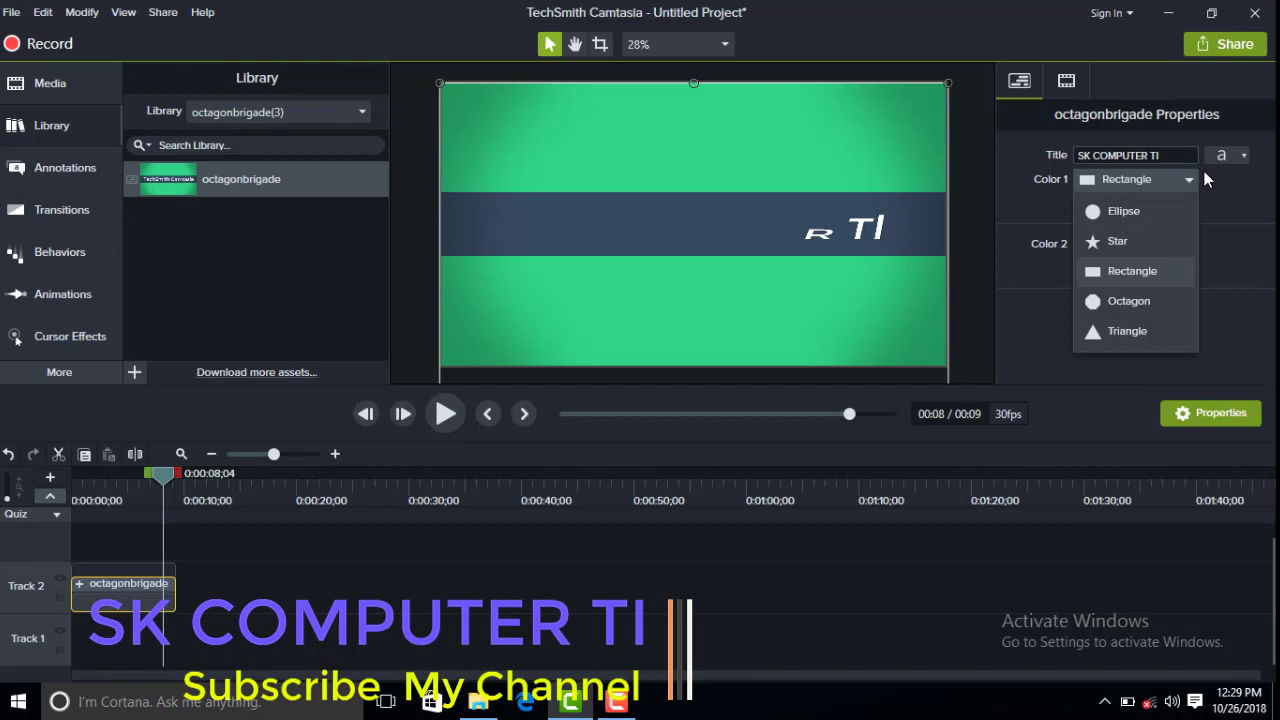 File Edit Modify View Share Help
TechSmith Camtasia - Untitled Project*
Sign In
Record
28%
Share
Media
Library
Annotations
Transitions
Behaviors
Animations
Cursor Effects
More
Library
Library octagonbrigade(3)
Search Library...
TechSmith Camtasia
octagonbrigade
Download more assets...
R TI
octagonbrigade Properties
Title SK COMPUTER TI a
Color 1 Rectangle
Ellipse
Star
Rectangle
Octagon
Triangle
Color 2
00:08 / 00:09 30fps
Properties
0:00:08;04
0:00:00;00 0:00:10;00 0:00:20;00 0:00:30;00 0:00:40;00 0:00:50;00 0:01:00;00 0:01:10;00 0:01:20;00 0:01:30;00 0:01:40;00
Quiz
Track 2
+ octagonbrigade
Track 1
SK COMPUTER TI
Subscribe My Channel
Activate Windows
Go to Settings to activate Windows.
I'm Cortana. Ask me anything.
12:29 PM
10/26/2018